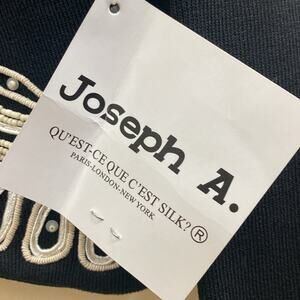 Joseph A.
QU'EST-CE QUE C'EST SILK?®
PARIS-LONDON-NEW YORK